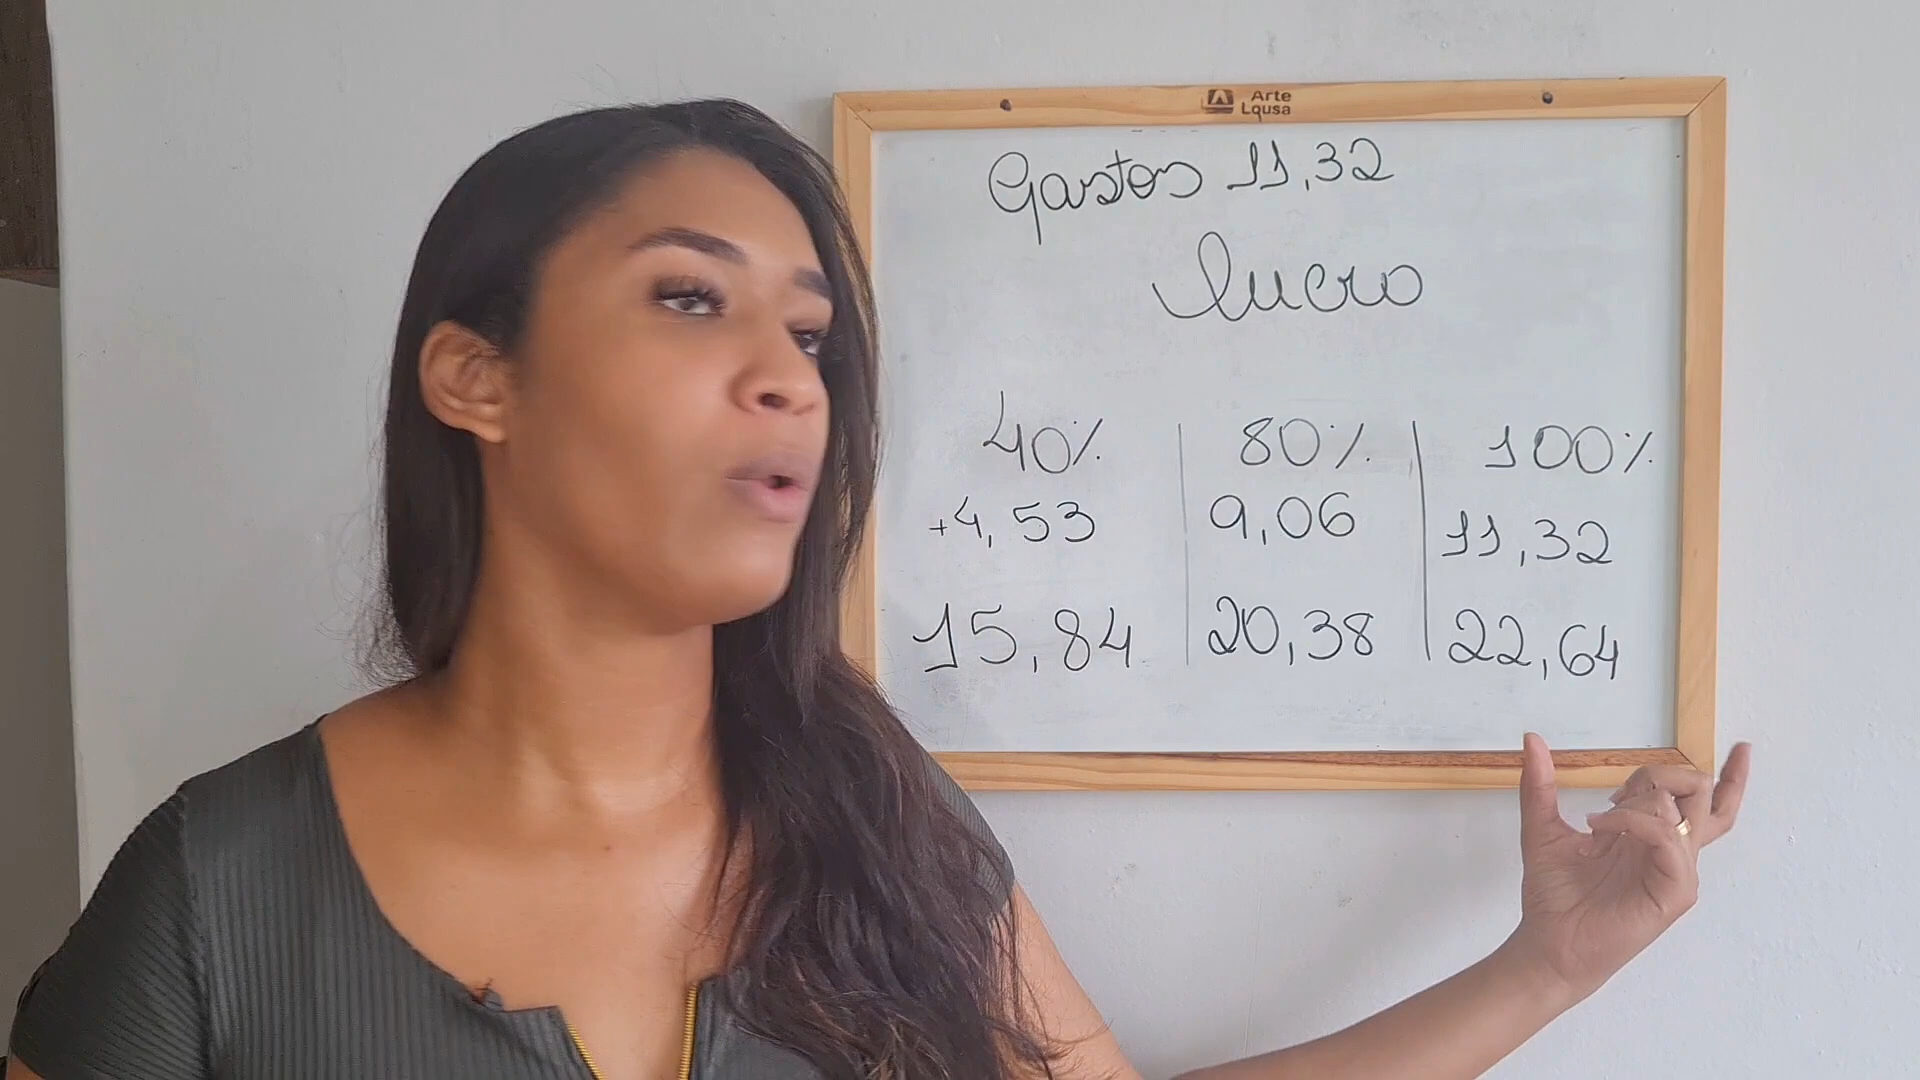 Arte
Lousa
Gastos 11,32
lucro
40% 80% 100%
+4,53 9,06 11,32
15,84 20,38 22,64